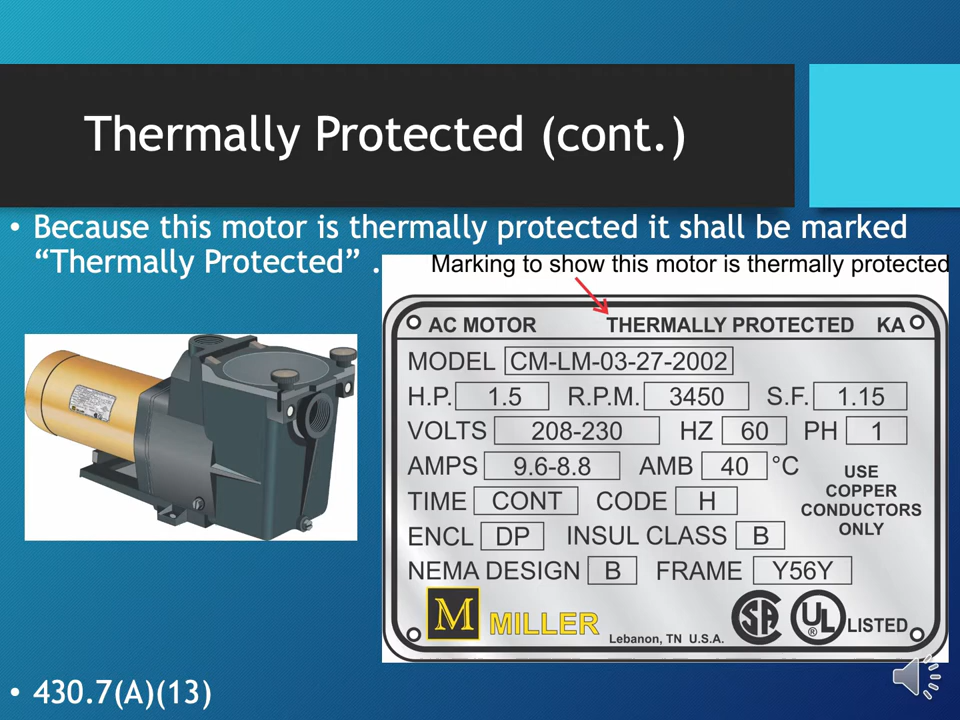 Thermally Protected (cont.)
• Because this motor is thermally protected it shall be marked
“Thermally Protected” .
Marking to show this motor is thermally protected
AC MOTOR THERMALLY PROTECTED KA
MODEL CM-LM-03-27-2002
H.P. 1.5 R.P.M. 3450 S.F. 1.15
VOLTS 208-230 HZ 60 PH 1
AMPS 9.6-8.8 AMB 40 °C
TIME CONT CODE H
ENCL DP INSUL CLASS B
NEMA DESIGN B FRAME Y56Y
USE
COPPER
CONDUCTORS
ONLY
M MILLER
Lebanon, TN U.S.A.
SA UL ® LISTED
• 430.7(A)(13)